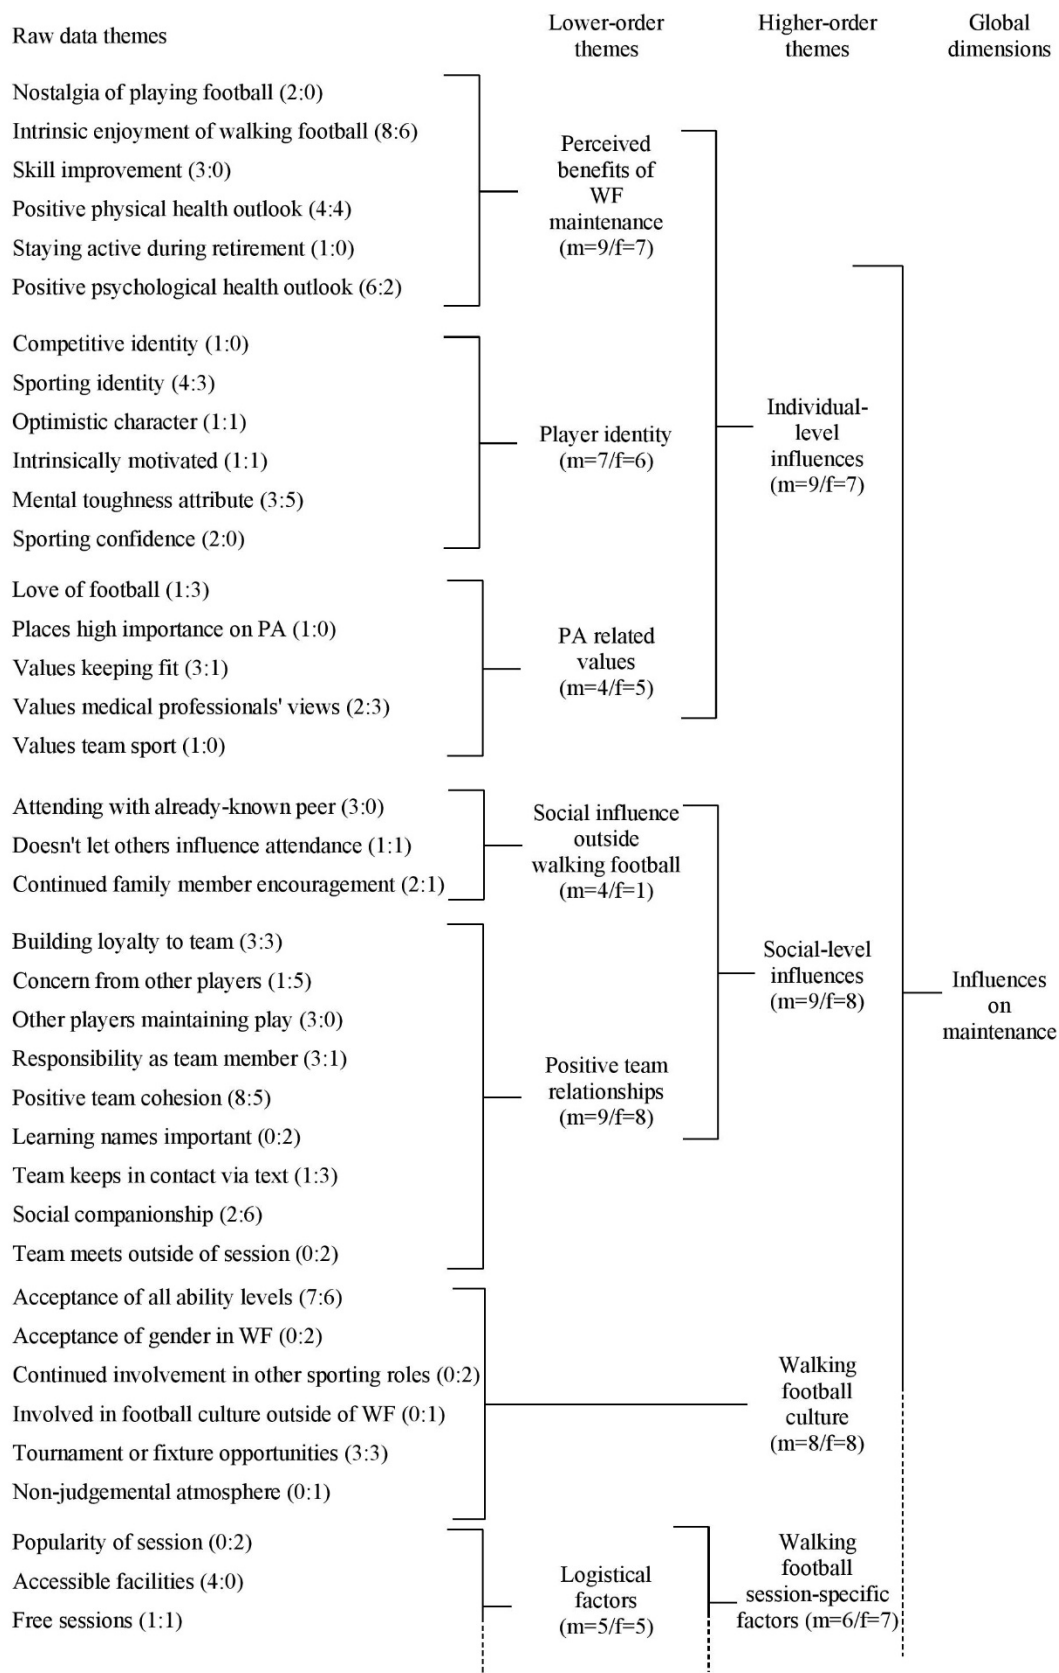 Raw data themes
Lower-order
themes
Higher-order
themes
Global
dimensions
Nostalgia of playing football (2:0)
Intrinsic enjoyment of walking football (8:6)
Skill improvement (3:0)
Positive physical health outlook (4:4)
Staying active during retirement (1:0)
Positive psychological health outlook (6:2)
Perceived
benefits of
WF
maintenance
(m=9/f=7)
Competitive identity (1:0)
Sporting identity (4:3)
Optimistic character (1:1)
Intrinsically motivated (1:1)
Mental toughness attribute (3:5)
Sporting confidence (2:0)
Player identity
(m=7/f=6)
Individual-
level
influences
(m=9/f=7)
Love of football (1:3)
Places high importance on PA (1:0)
Values keeping fit (3:1)
Values medical professionals' views (2:3)
Values team sport (1:0)
PA related
values
(m=4/f=5)
Attending with already-known peer (3:0)
Doesn't let others influence attendance (1:1)
Continued family member encouragement (2:1)
Social influence
outside
walking football
(m=4/f=1)
Building loyalty to team (3:3)
Concern from other players (1:5)
Other players maintaining play (3:0)
Responsibility as team member (3:1)
Positive team cohesion (8:5)
Learning names important (0:2)
Team keeps in contact via text (1:3)
Social companionship (2:6)
Team meets outside of session (0:2)
Positive team
relationships
(m=9/f=8)
Social-level
influences
(m=9/f=8)
Influences
on
maintenance
Acceptance of all ability levels (7:6)
Acceptance of gender in WF (0:2)
Continued involvement in other sporting roles (0:2)
Involved in football culture outside of WF (0:1)
Tournament or fixture opportunities (3:3)
Non-judgemental atmosphere (0:1)
Walking
football
culture
(m=8/f=8)
Popularity of session (0:2)
Accessible facilities (4:0)
Free sessions (1:1)
Logistical
factors
(m=5/f=5)
Walking
football
session-specific
factors (m=6/f=7)